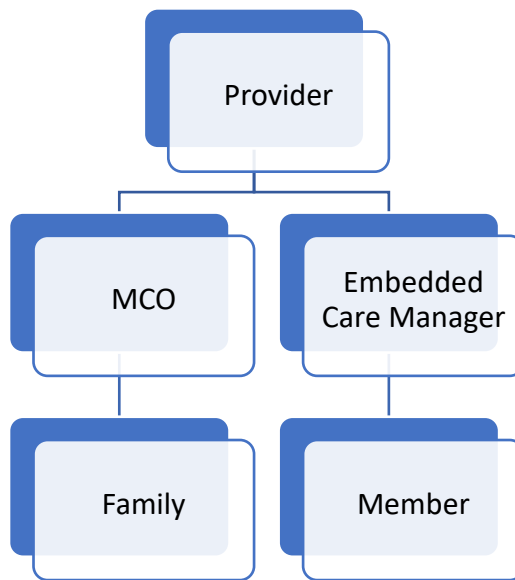 Provider
MCO
Embedded
Care Manager
Family
Member